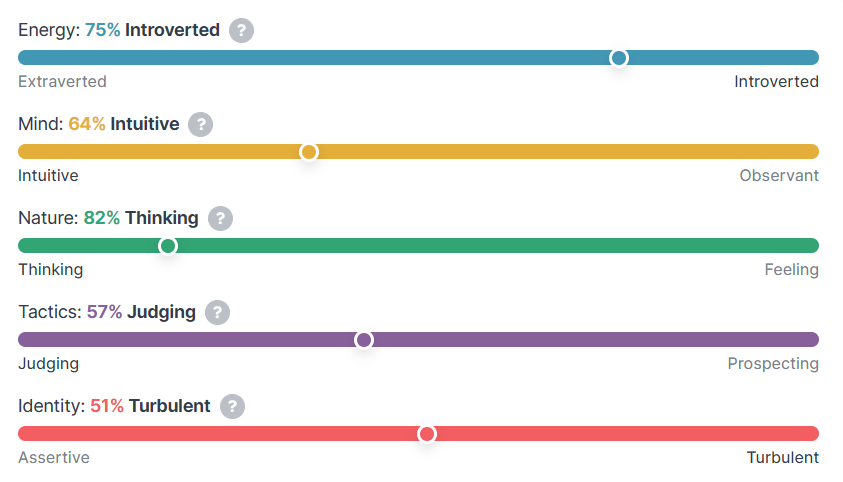 Energy: 75% Introverted ?
Extraverted Introverted
Mind: 64% Intuitive ?
Intuitive Observant
Nature: 82% Thinking ?
Thinking Feeling
Tactics: 57% Judging ?
Judging Prospecting
Identity: 51% Turbulent ?
Assertive Turbulent